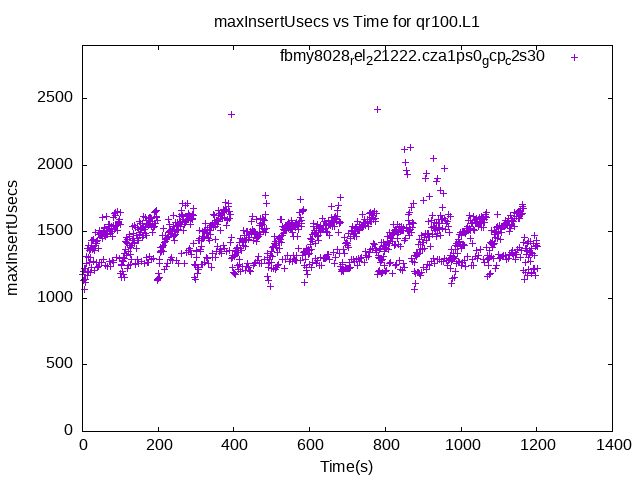 maxInsertUsecs vs Time for qr100.L1
fbmy8028rel221222.cza1ps0gcpc2s30
2500
2000
1500
1000
500
0
maxInsertUsecs
0 200 400 600 800 1000 1200 1400
Time(s)